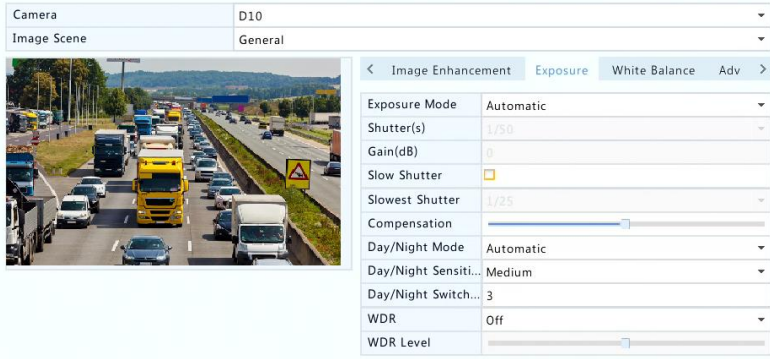 Camera D10
Image Scene General
< Image Enhancement Exposure White Balance Adv >
Exposure Mode Automatic
Shutter(s) 1/50
Gain(dB) 0
Slow Shutter
Slowest Shutter 1/25
Compensation
Day/Night Mode Automatic
Day/Night Sensiti... Medium
Day/Night Switch... 3
WDR Off
WDR Level